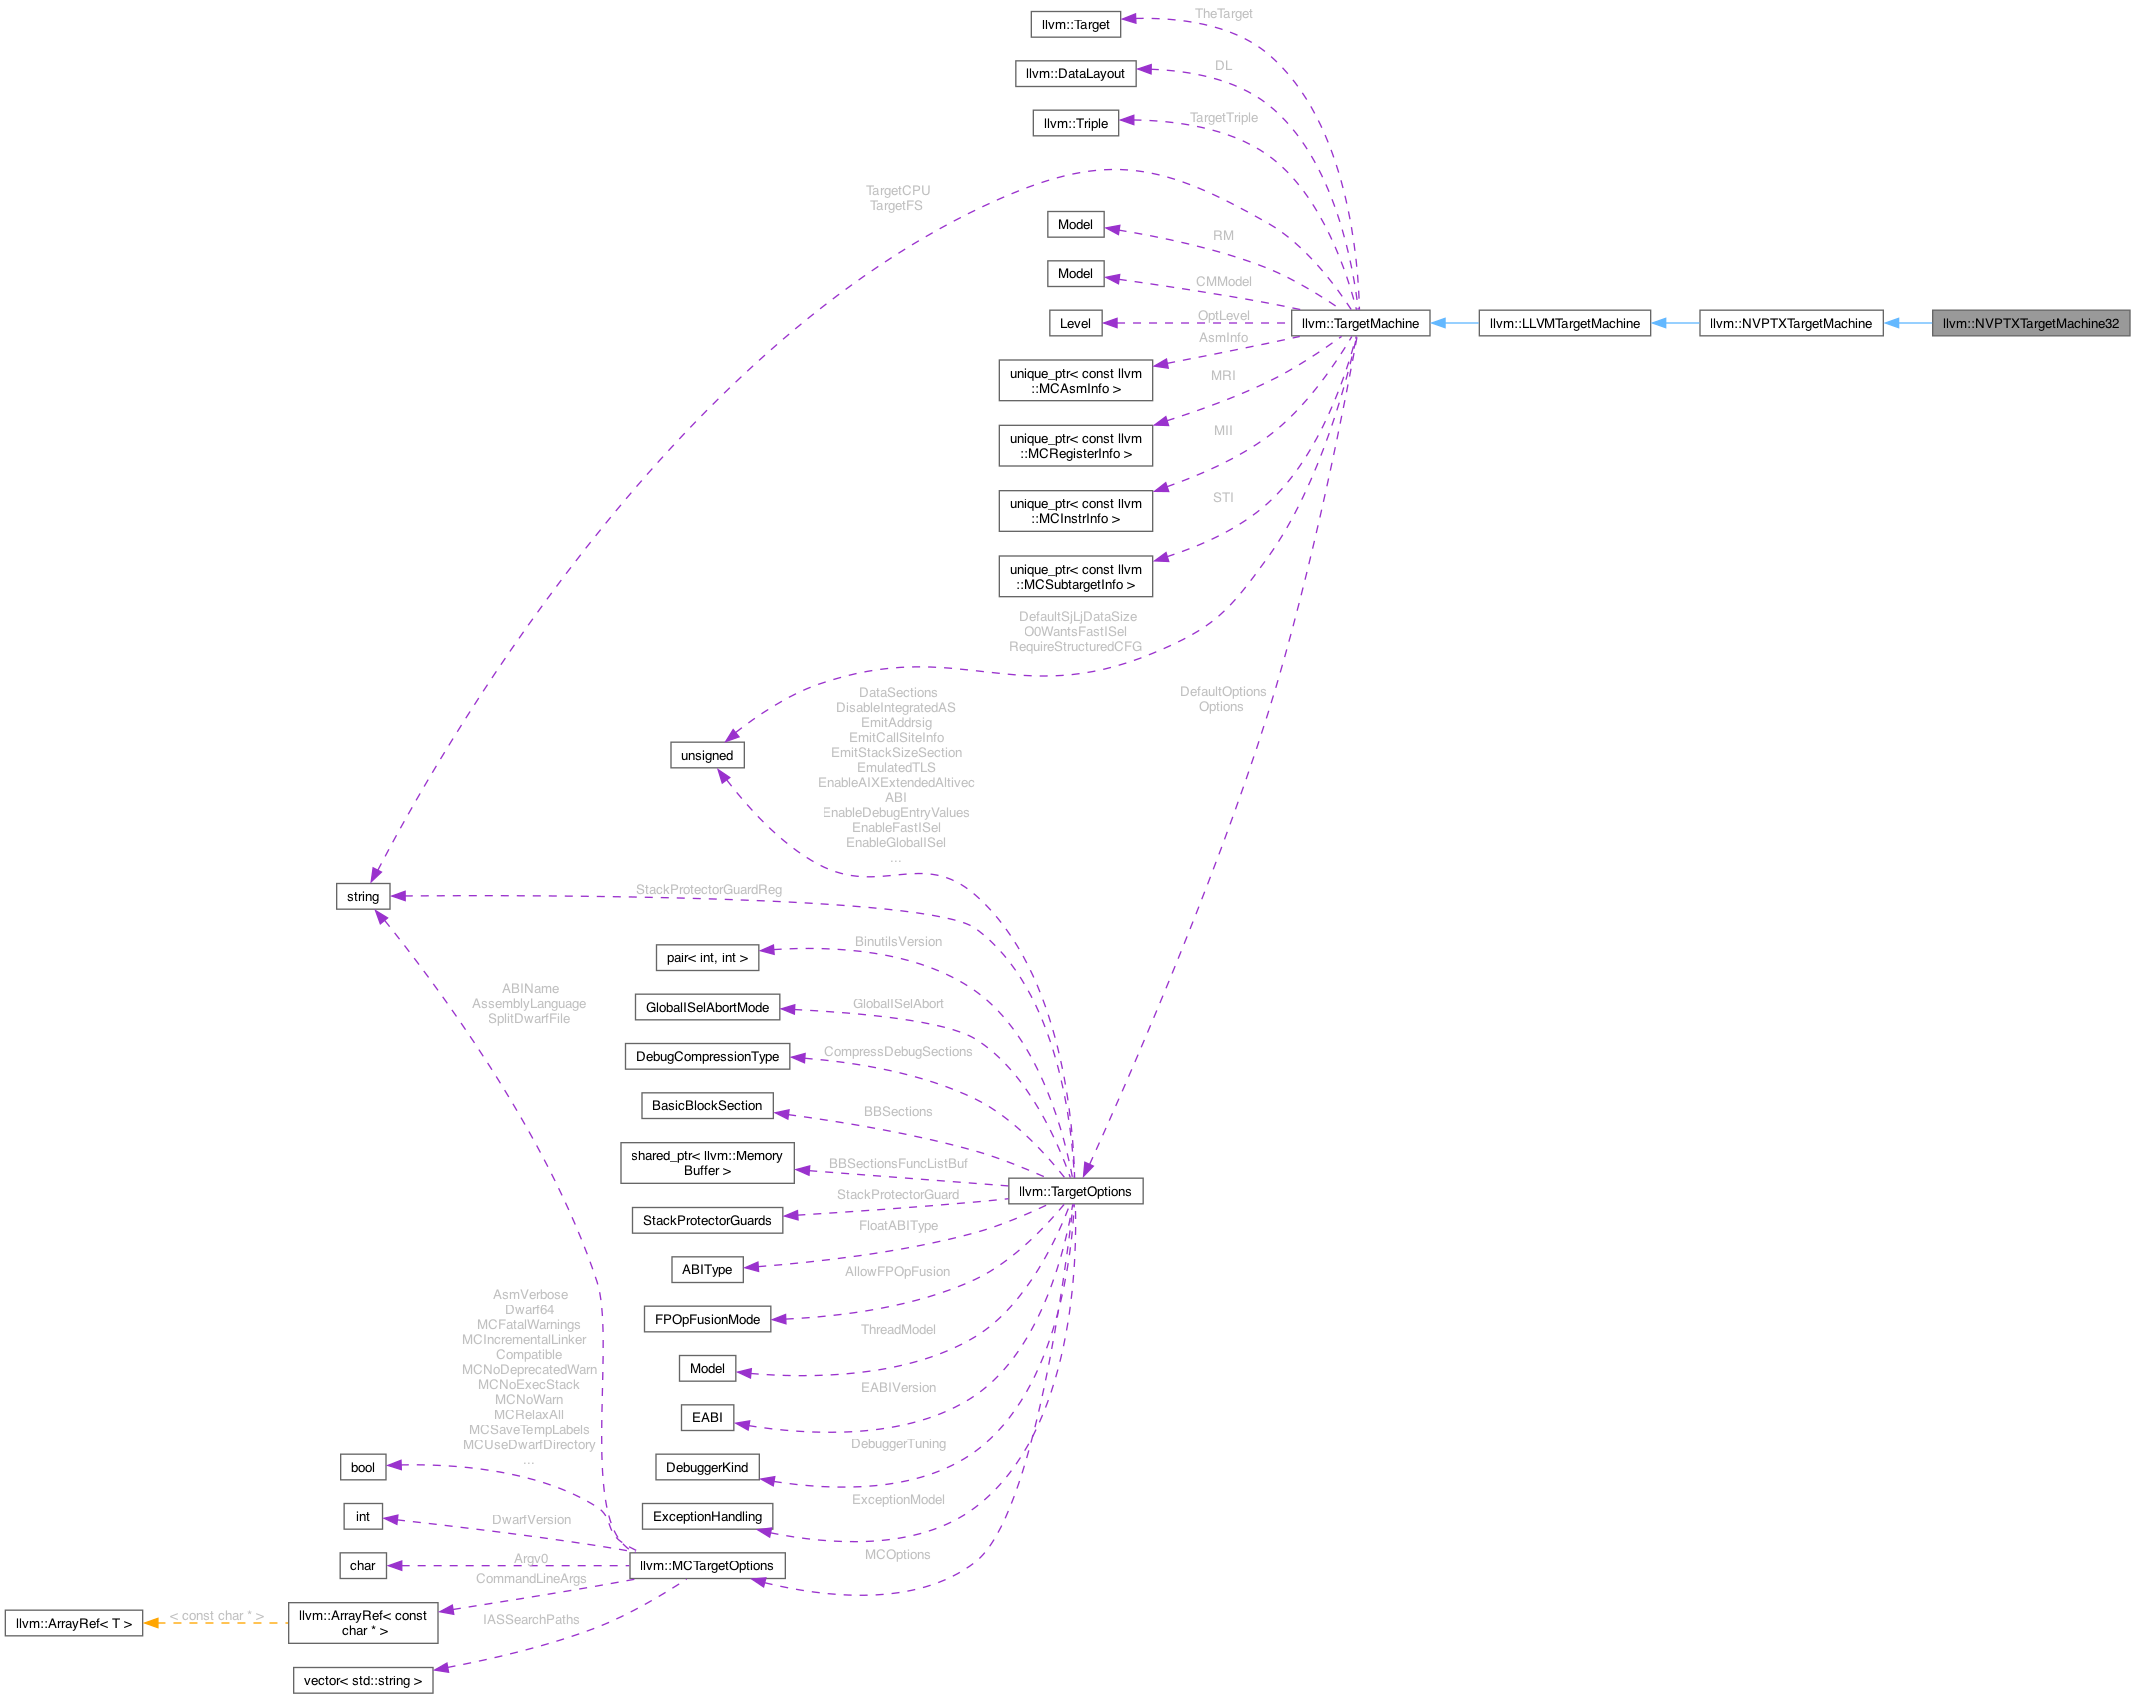 TheTarget
llvm::Target
DL
llvm::DataLayout
TargetTriple
llvm::Triple
TargetCPU
TargetFS
Model
RM
Model
CMModel
Level
OptLevel
llvm::TargetMachine
llvm::LLVMTargetMachine
llvm::NVPTXTargetMachine
llvm::NVPTXTargetMachine32
AsmInfo
unique_ptr< const llvm
::MCAsmInfo >
MRI
unique_ptr< const llvm
::MCRegisterInfo >
MII
unique_ptr< const llvm
::MCInstrInfo >
STI
unique_ptr< const llvm
::MCSubtargetInfo >
DefaultSjLjDataSize
O0WantsFastISel
RequireStructuredCFG
DefaultOptions
Options
DataSections
DisableIntegratedAS
EmitAddrsig
EmitCallSiteInfo
EmitStackSizeSection
EmulatedTLS
EnableAIXExtendedAltivec
ABI
EnableDebugEntryValues
EnableFastISel
EnableGlobalISel
...
unsigned
string
StackProtectorGuardReg
BinutilsVersion
pair< int, int >
GlobalISelAbort
GlobalISelAbortMode
CompressDebugSections
DebugCompressionType
BBSections
BasicBlockSection
BBSectionsFuncListBuf
shared_ptr< llvm::Memory
Buffer >
llvm::TargetOptions
StackProtectorGuard
StackProtectorGuards
FloatABIType
ABIType
AllowFPOpFusion
FPOpFusionMode
ThreadModel
Model
EABIVersion
EABI
DebuggerTuning
DebuggerKind
ExceptionModel
ExceptionHandling
MCOptions
llvm::MCTargetOptions
ABIName
AssemblyLanguage
SplitDwarfFile
AsmVerbose
Dwarf64
MCFatalWarnings
MCIncrementalLinker
Compatible
MCNoDeprecatedWarn
MCNoExecStack
MCNoWarn
MCRelaxAll
MCSaveTempLabels
MCUseDwarfDirectory
...
bool
DwarfVersion
int
Argv0
char
CommandLineArgs
llvm::ArrayRef< const
char * >
< const char * >
llvm::ArrayRef< T >
IASSearchPaths
vector< std::string >